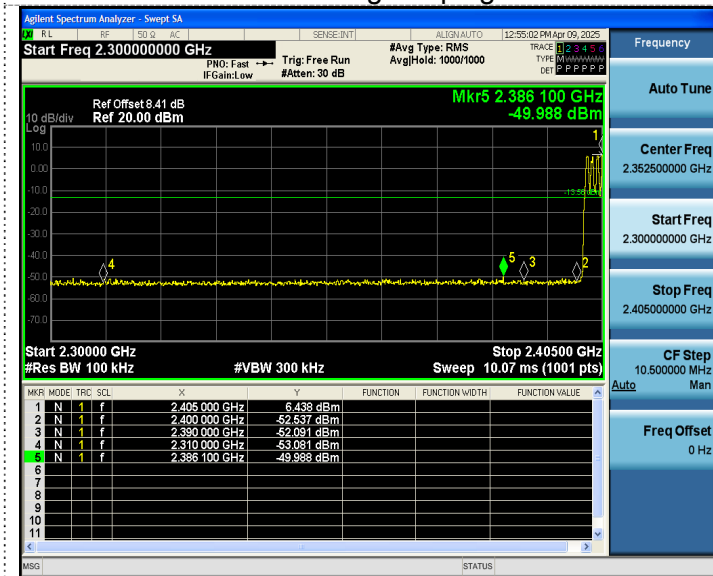 Agilent Spectrum Analyzer - Swept SA
LXI RL RF 50 Ω AC SENSE:INT ALIGN AUTO 12:55:02 PM Apr 09, 2025
Start Freq 2.300000000 GHz
PNO: Fast
IFGain:Low
Trig: Free Run
#Atten: 30 dB
#Avg Type: RMS
Avg|Hold: 1000/1000
TRACE 1 2 3 4 5 6
TYPE M WWWWW
DET P P P P P P
Frequency
Auto Tune
Center Freq
2.352500000 GHz
Start Freq
2.300000000 GHz
Stop Freq
2.405000000 GHz
CF Step
10.500000 MHz
Auto Man
Freq Offset
0 Hz
Ref Offset 8.41 dB
10 dB/div Ref 20.00 dBm
Log
Mkr5 2.386 100 GHz
-49.988 dBm
10.0
0.00
-10.0
-20.0
-30.0
-40.0
-50.0
-60.0
-70.0
1
4
5
3
2
Start 2.30000 GHz Stop 2.40500 GHz
#Res BW 100 kHz #VBW 300 kHz Sweep 10.07 ms (1001 pts)
MKR MODE TRC SCL X Y FUNCTION FUNCTION WIDTH FUNCTION VALUE
1 N 1 f 2.405 000 GHz 6.438 dBm
2 N 1 f 2.400 000 GHz -52.537 dBm
3 N 1 f 2.390 000 GHz -52.091 dBm
4 N 1 f 2.310 000 GHz -53.081 dBm
5 N 1 f 2.386 100 GHz -49.988 dBm
6
7
8
9
10
11
MSG STATUS